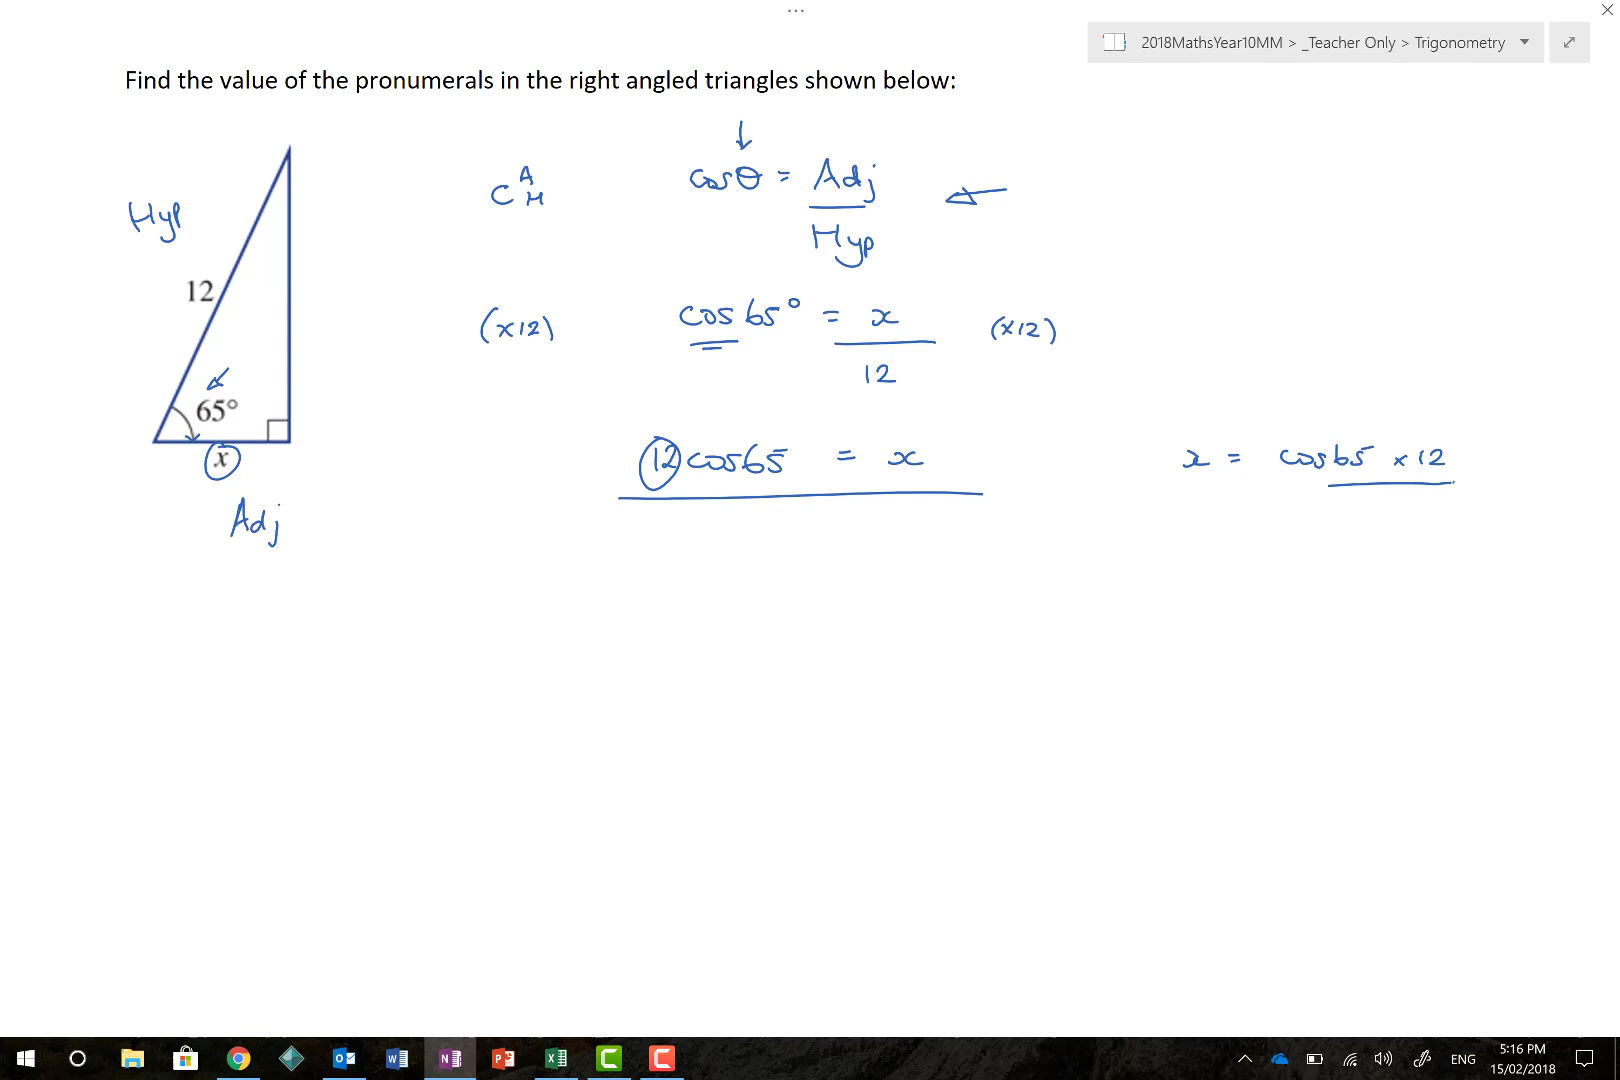 2018MathsYear10MM > _Teacher Only > Trigonometry
Find the value of the pronumerals in the right angled triangles shown below:
Hyp
12
65°
x
Adj
C A H
cosθ = Adj
Hyp
(×12) cos 65° = x (×12)
12
12cos65 = x
x = cos65 × 12
ENG
5:16 PM
15/02/2018